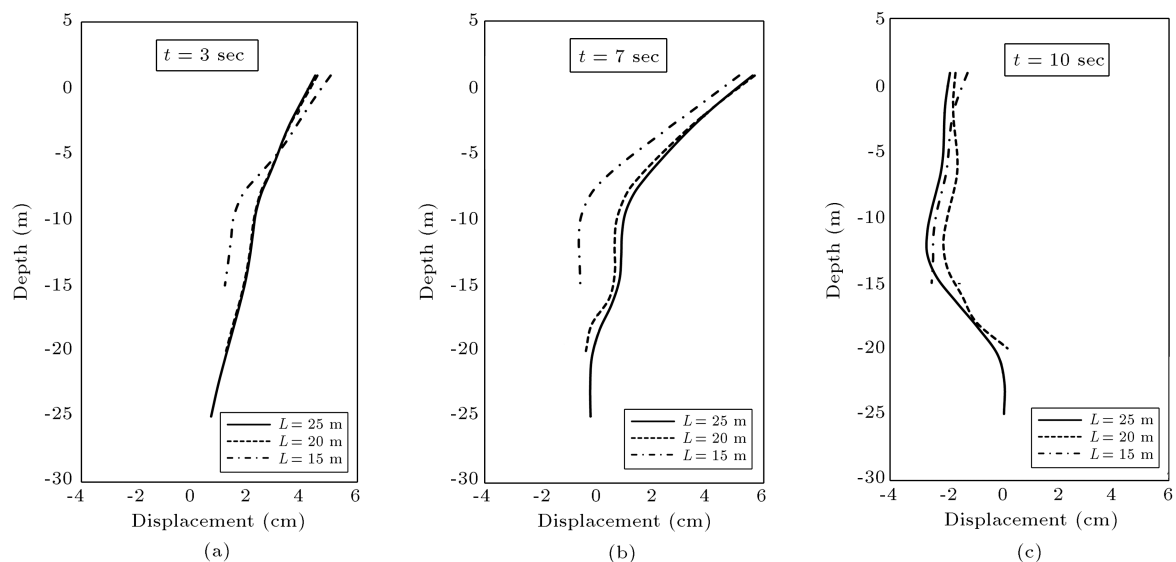 5
0
-5
-10
-15
-20
-25
-30
Depth (m)
t = 3 sec
L = 25 m
L = 20 m
L = 15 m
-4 -2 0 2 4 6
Displacement (cm)
(a)
5
0
-5
-10
-15
-20
-25
-30
Depth (m)
t = 7 sec
L = 25 m
L = 20 m
L = 15 m
-4 -2 0 2 4 6
Displacement (cm)
(b)
5
0
-5
-10
-15
-20
-25
-30
Depth (m)
t = 10 sec
L = 25 m
L = 20 m
L = 15 m
-4 -2 0 2 4 6
Displacement (cm)
(c)